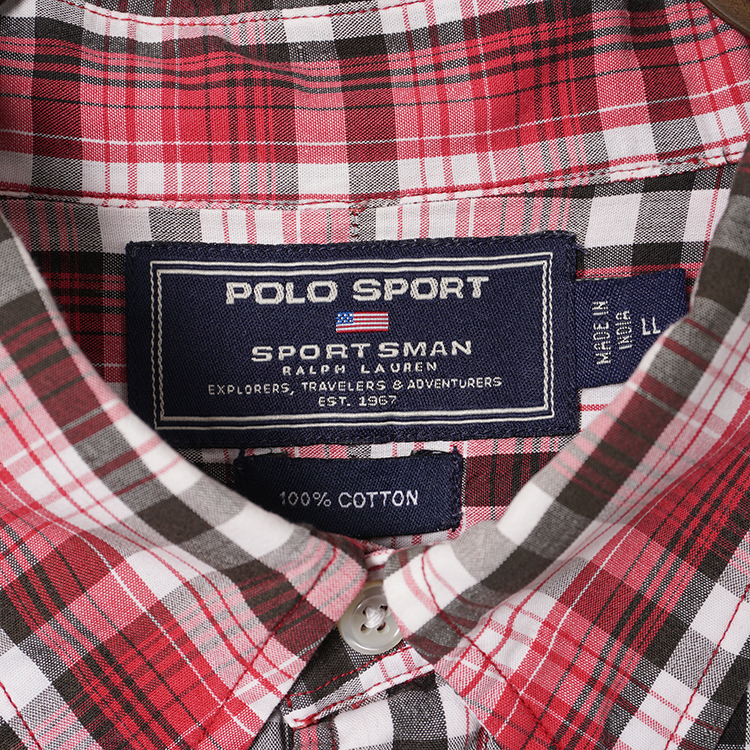 POLO SPORT
SPORTSMAN
RALPH LAUREN
EXPLORERS, TRAVELERS & ADVENTURERS
EST. 1967
MADE IN
INDIA
LL
100% COTTON